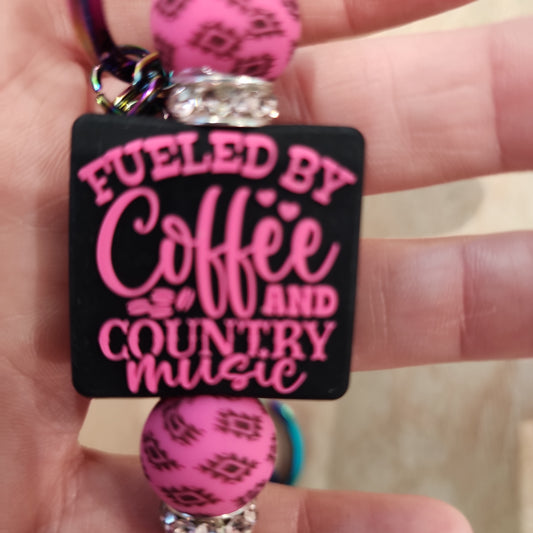 FUELED BY
Coffee
AND
COUNTRY
music